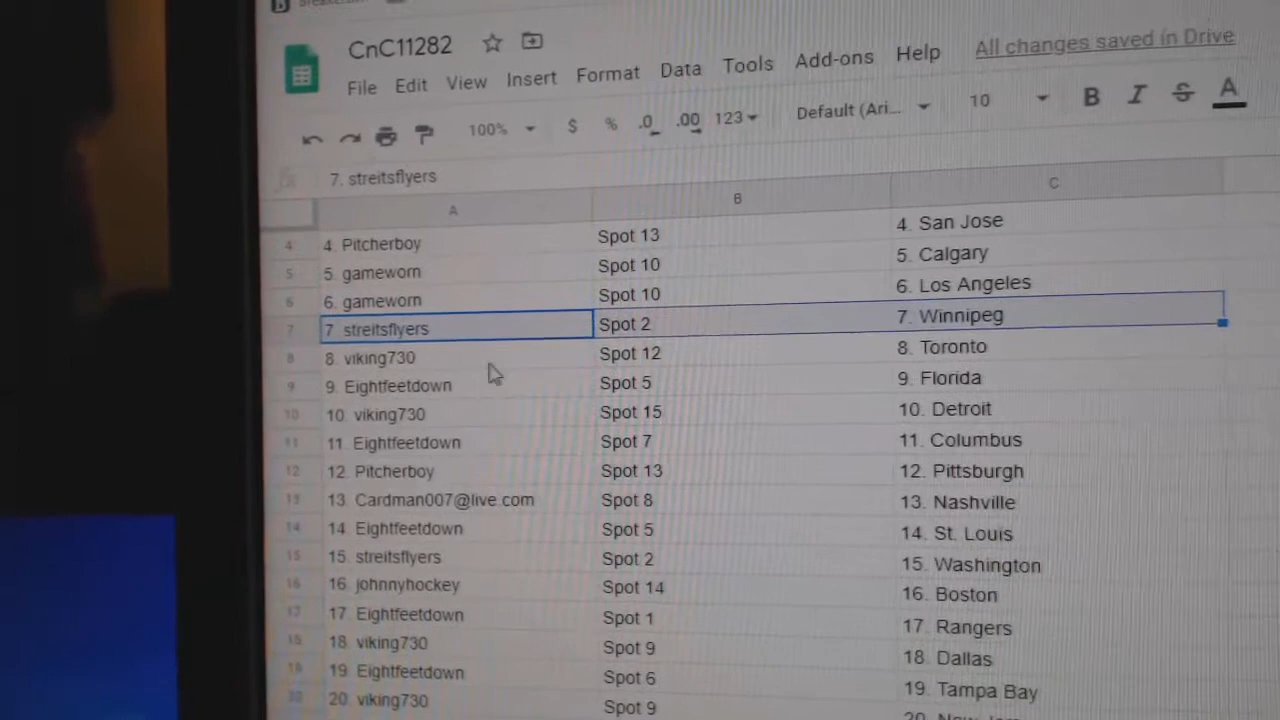 CnC11282
File Edit View Insert Format Data Tools Add-ons Help All changes saved in Drive
100% $ % .0 .00 123 Default (Ari... 10 B I S A
fx 7. streitsflyers
A B C
4 4. Pitcherboy Spot 13 4. San Jose
5 5. gameworn Spot 10 5. Calgary
6 6. gameworn Spot 10 6. Los Angeles
7 7. streitsflyers Spot 2 7. Winnipeg
8 8. viking730 Spot 12 8. Toronto
9 9. Eightfeetdown Spot 5 9. Florida
10 10. viking730 Spot 15 10. Detroit
11 11. Eightfeetdown Spot 7 11. Columbus
12 12. Pitcherboy Spot 13 12. Pittsburgh
13 13. Cardman007@live.com Spot 8 13. Nashville
14 14. Eightfeetdown Spot 5 14. St. Louis
15 15. streitsflyers Spot 2 15. Washington
16 16. johnnyhockey Spot 14 16. Boston
17 17. Eightfeetdown Spot 1 17. Rangers
18 18. viking730 Spot 9 18. Dallas
19 19. Eightfeetdown Spot 6 19. Tampa Bay
20 20. viking730 Spot 9 20.